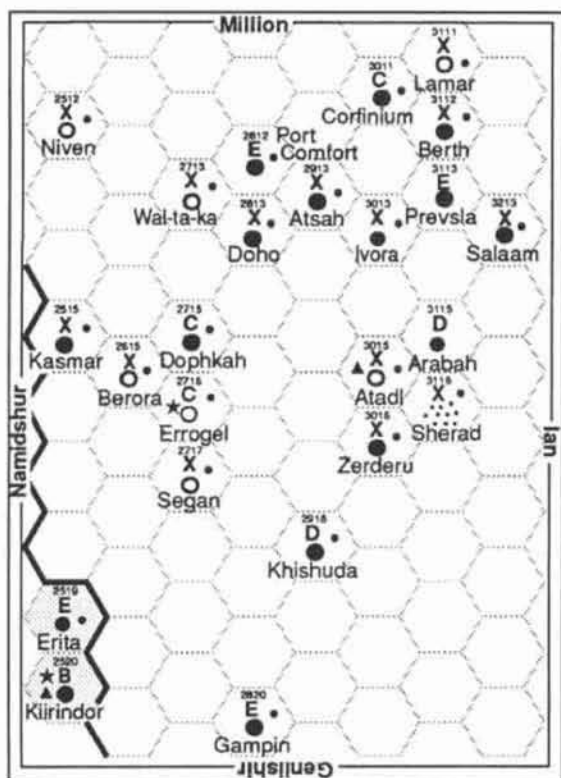 Million
3111
X
Lamar
3011
C
Corfinium
2512
X
Niven
3112
X
Berth
2812
E
Port
Comfort
2713
X
Wal-ta-ka
2913
X
Atsah
3113
E
Prevsla
2813
X
Doho
3013
X
Ivora
3213
X
Salaam
2515
X
Kasmar
2715
C
Dophkah
3115
D
Arabah
2615
X
Berora
3015
X
Atadl
2716
C
Errogel
3116
X
Sherad
3016
X
Zerderu
2717
X
Segan
Namidshur
Ian
2918
D
Khishuda
2519
E
Erita
2520
B
Kiirindor
2820
E
Gampin
Geniishir